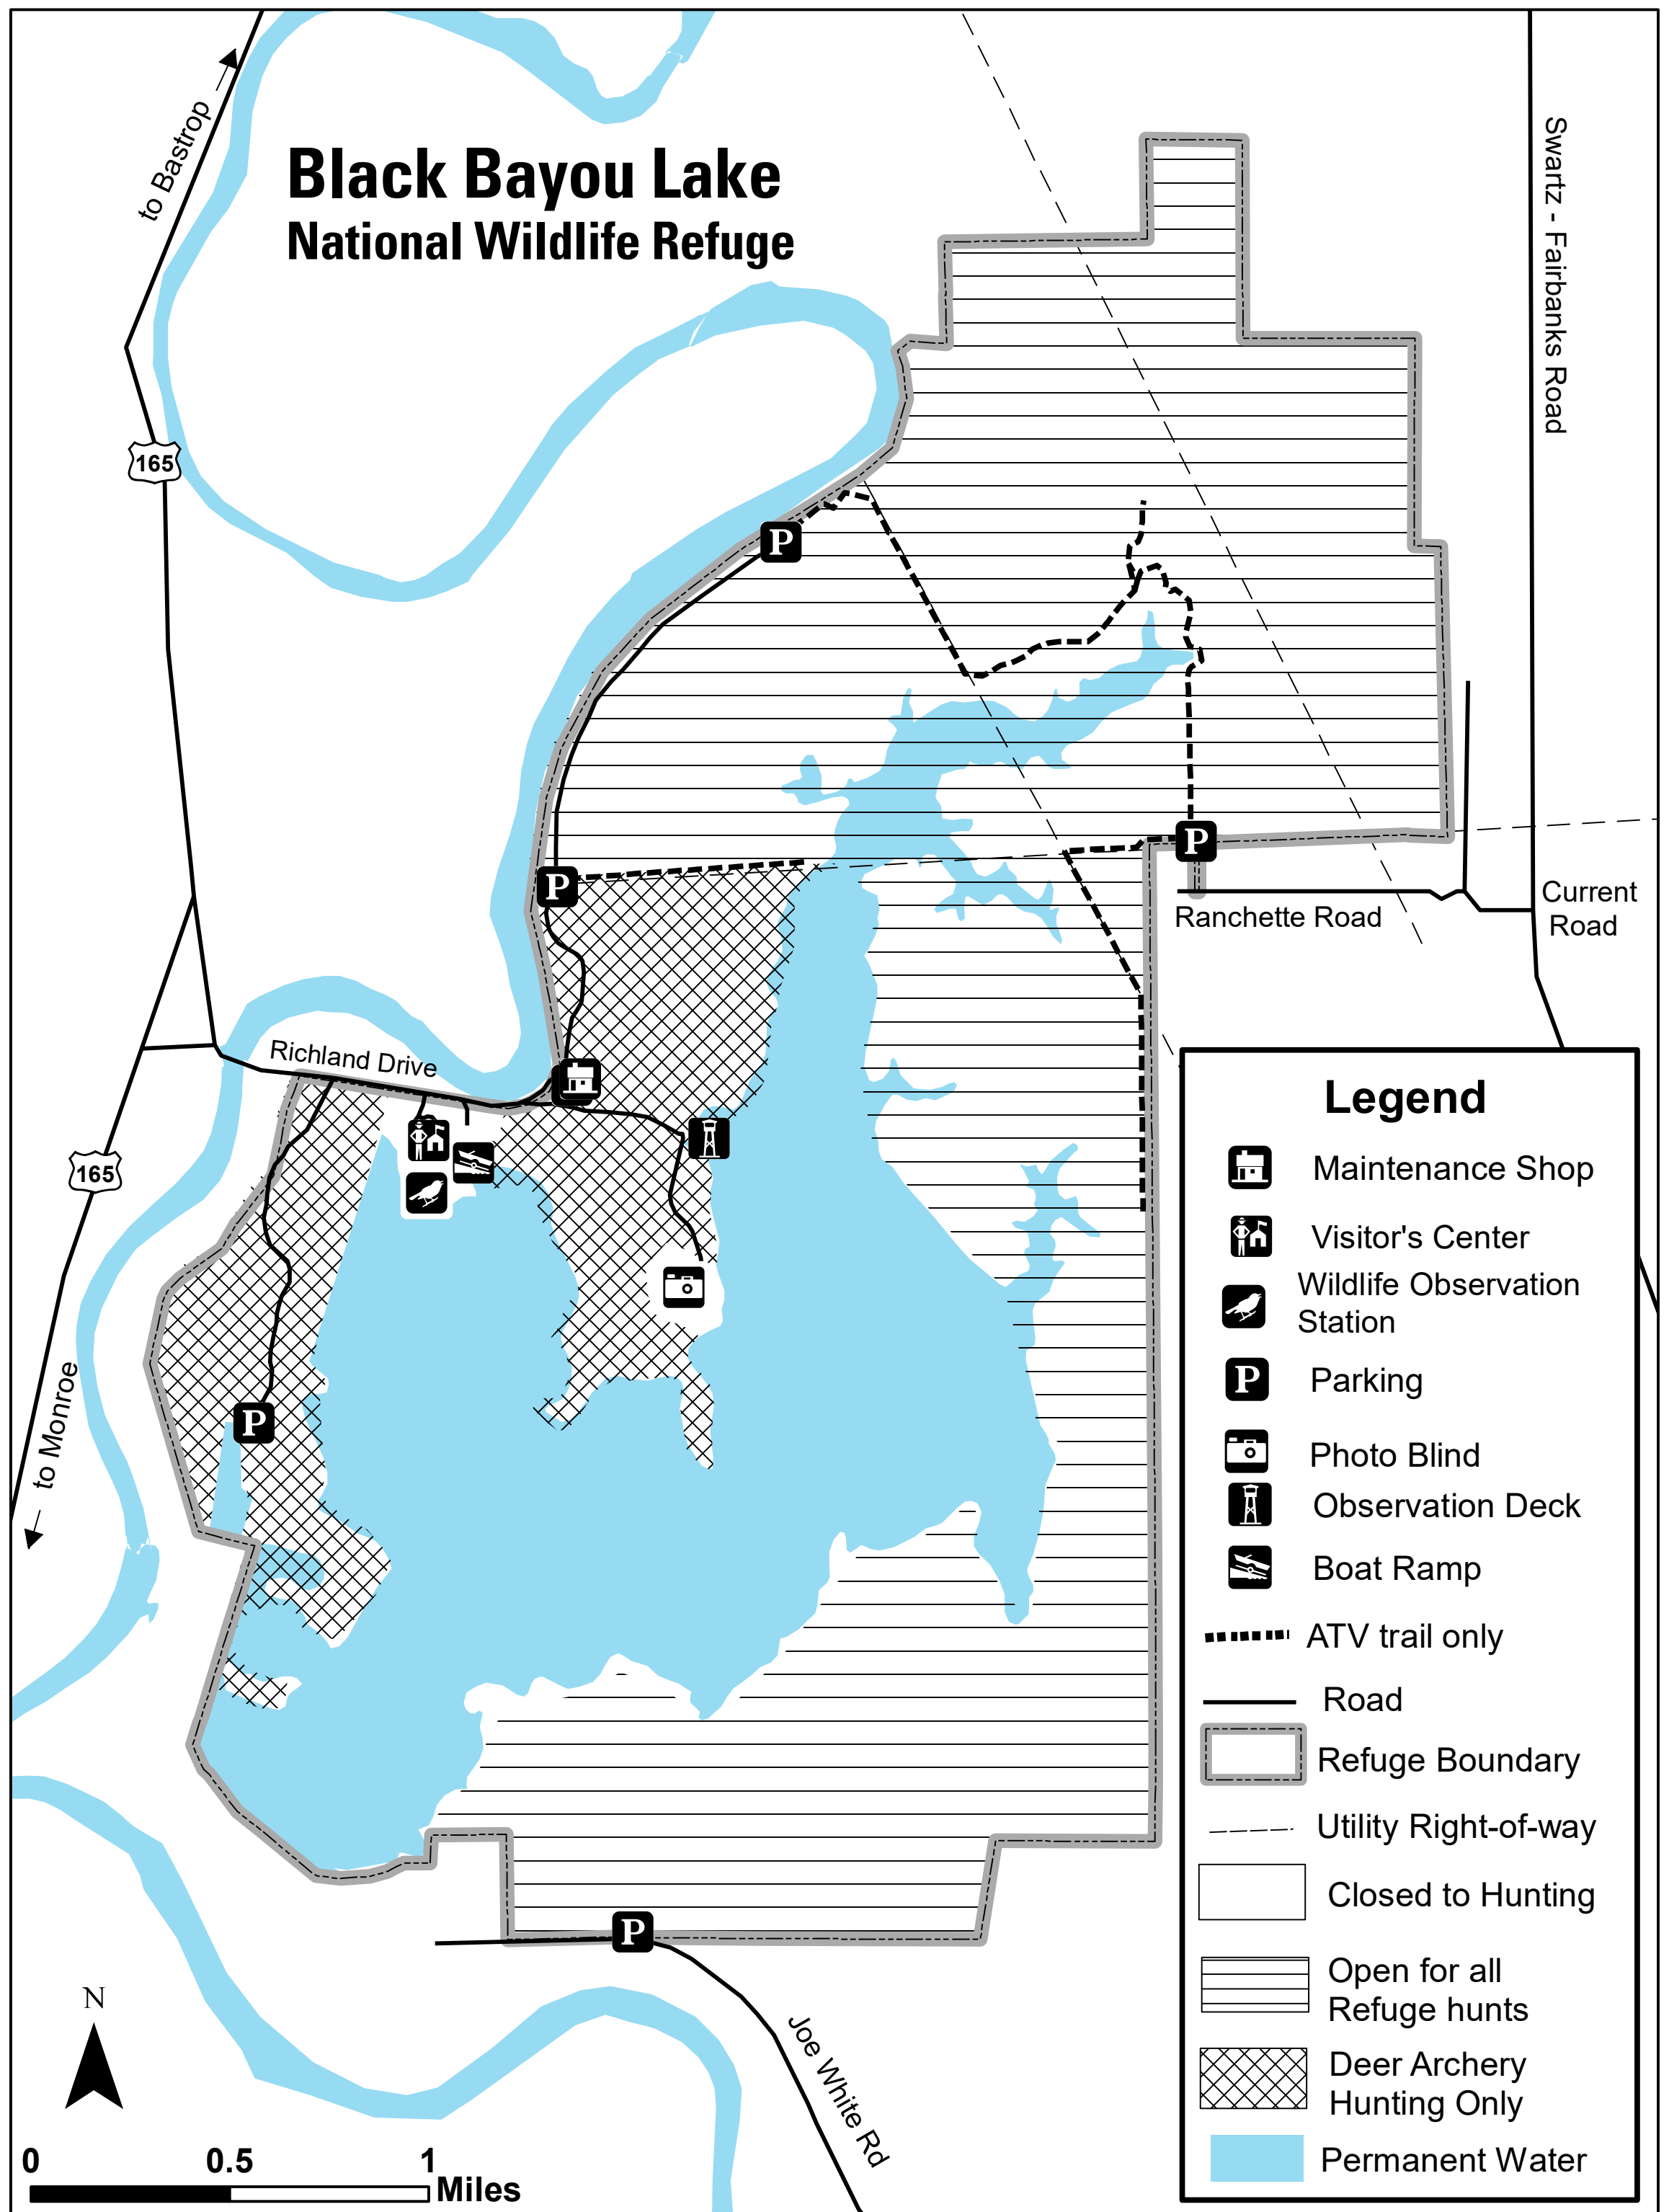 to Bastrop
Black Bayou Lake
National Wildlife Refuge
Swartz - Fairbanks Road
165
P
P
P
Current
Road
Ranchette Road
Richland Drive
165
to Monroe
P
P
Joe White Rd
N
0 0.5 1
Miles
Legend
Maintenance Shop
Visitor's Center
Wildlife Observation
Station
P Parking
Photo Blind
Observation Deck
Boat Ramp
ATV trail only
Road
Refuge Boundary
Utility Right-of-way
Closed to Hunting
Open for all
Refuge hunts
Deer Archery
Hunting Only
Permanent Water